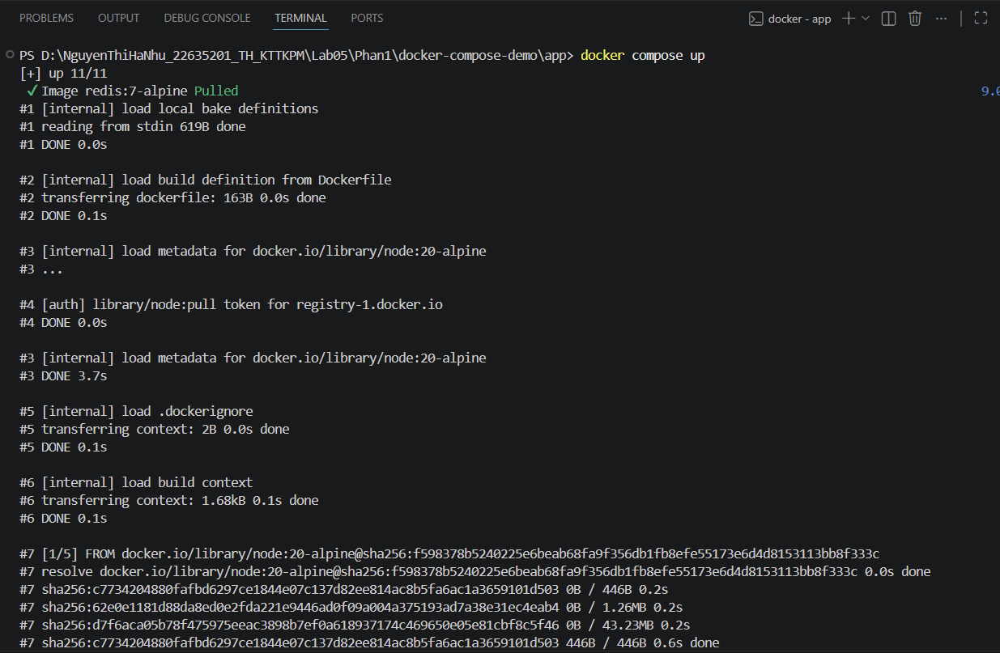 PROBLEMS OUTPUT DEBUG CONSOLE TERMINAL PORTS docker - app
PS D:\NguyenThiHaNhu_22635201_TH_KTTKPM\Lab05\Phan1\docker-compose-demo\app> docker compose up
[+] up 11/11
✓ Image redis:7-alpine Pulled 9.0
#1 [internal] load local bake definitions
#1 reading from stdin 619B done
#1 DONE 0.0s
#2 [internal] load build definition from Dockerfile
#2 transferring dockerfile: 163B 0.0s done
#2 DONE 0.1s
#3 [internal] load metadata for docker.io/library/node:20-alpine
#3 ...
#4 [auth] library/node:pull token for registry-1.docker.io
#4 DONE 0.0s
#3 [internal] load metadata for docker.io/library/node:20-alpine
#3 DONE 3.7s
#5 [internal] load .dockerignore
#5 transferring context: 2B 0.0s done
#5 DONE 0.1s
#6 [internal] load build context
#6 transferring context: 1.68kB 0.1s done
#6 DONE 0.1s
#7 [1/5] FROM docker.io/library/node:20-alpine@sha256:f598378b5240225e6beab68fa9f356db1fb8efe55173e6d4d8153113bb8f333c
#7 resolve docker.io/library/node:20-alpine@sha256:f598378b5240225e6beab68fa9f356db1fb8efe55173e6d4d8153113bb8f333c 0.0s done
#7 sha256:c7734204880fafbd6297ce1844e07c137d82ee814ac8b5fa6ac1a3659101d503 0B / 446B 0.2s
#7 sha256:62e0e1181d88da8ed0e2fda221e9446ad0f09a004a375193ad7a38e31ec4eab4 0B / 1.26MB 0.2s
#7 sha256:d7f6aca05b78f475975eeac3898b7ef0a618937174c469650e05e81cbf8c5f46 0B / 43.23MB 0.2s
#7 sha256:c7734204880fafbd6297ce1844e07c137d82ee814ac8b5fa6ac1a3659101d503 446B / 446B 0.6s done